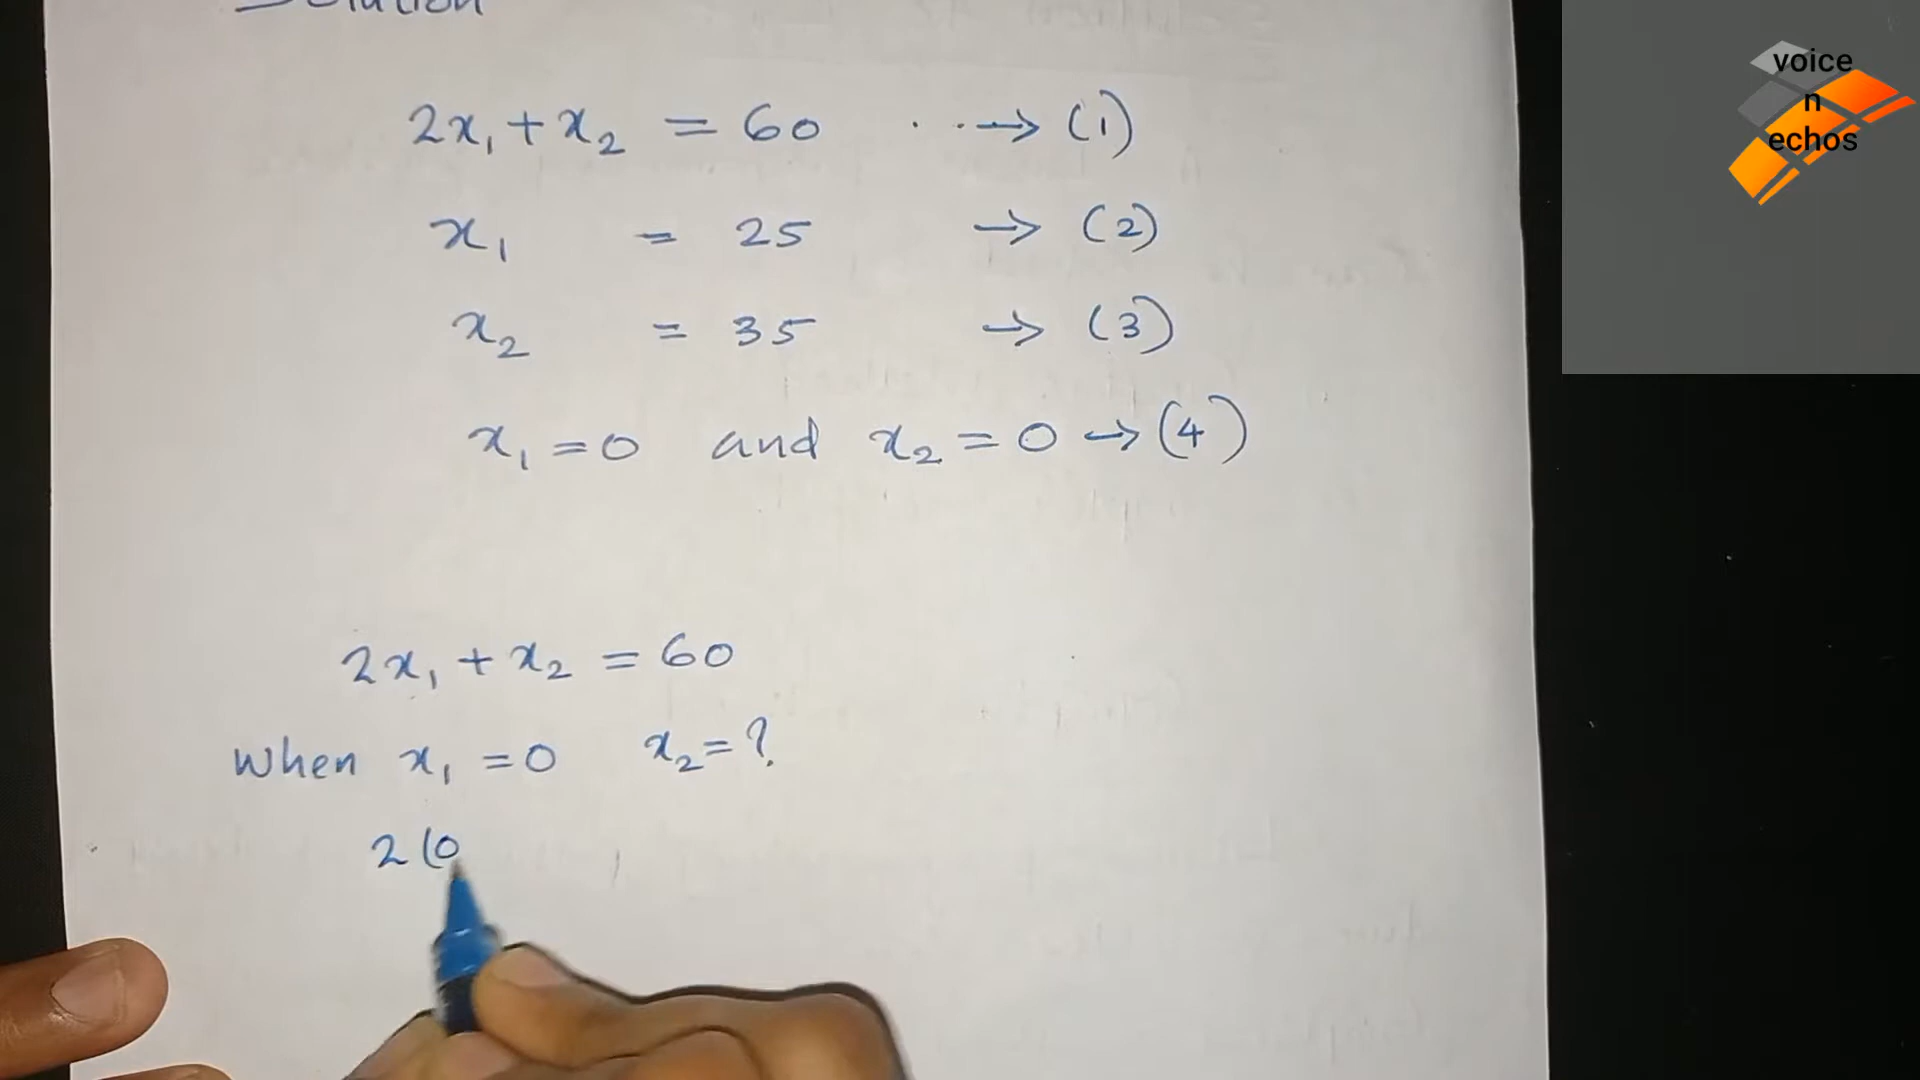 Solution
2x₁ + x₂ = 60 ..→ (1)
x₁ = 25 → (2)
x₂ = 35 → (3)
x₁ = 0 and x₂ = 0 → (4)
2x₁ + x₂ = 60
When x₁ = 0 x₂ = ?
2(0
voice
n
echos